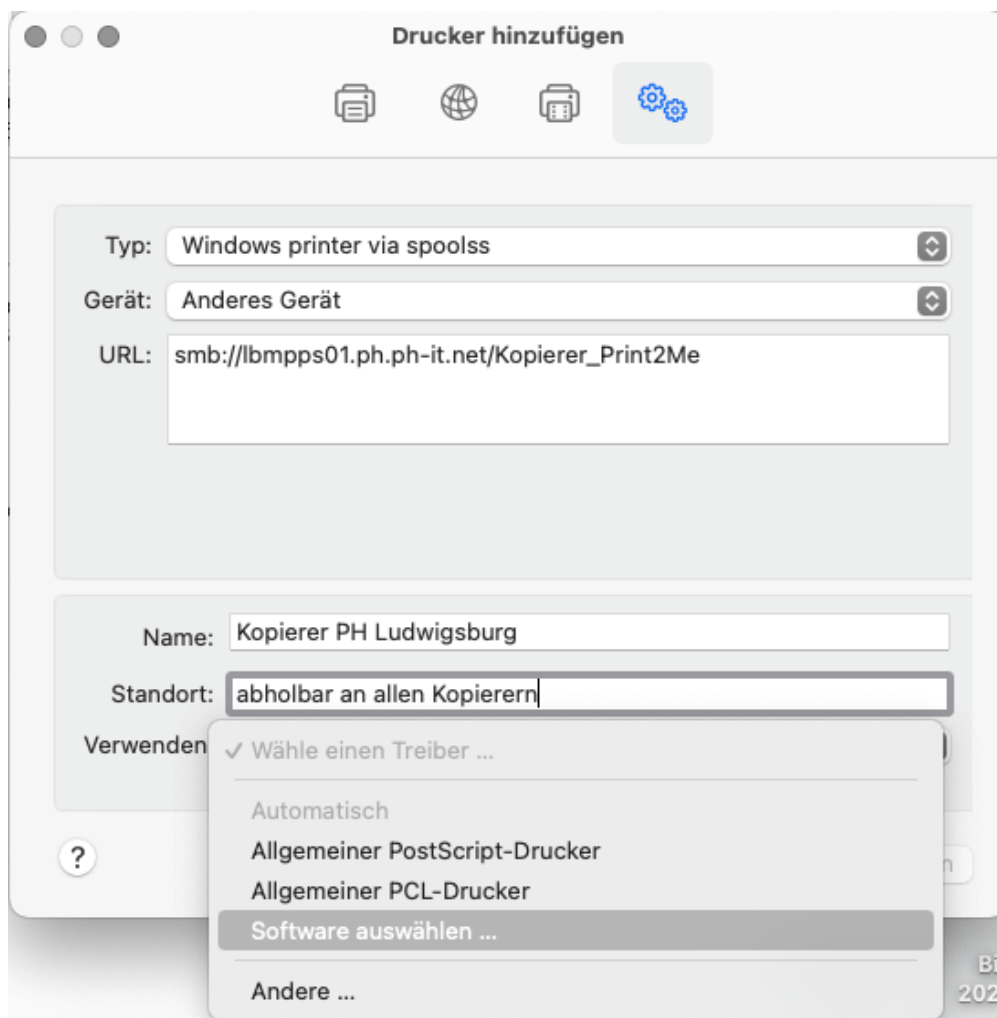 Drucker hinzufügen
Typ: Windows printer via spoolss
Gerät: Anderes Gerät
URL: smb://lbmpps01.ph.ph-it.net/Kopierer_Print2Me
Name: Kopierer PH Ludwigsburg
Standort: abholbar an allen Kopierern
Verwenden
✓ Wähle einen Treiber ...
Automatisch
Allgemeiner PostScript-Drucker
Allgemeiner PCL-Drucker
Software auswählen ...
Andere ...
?